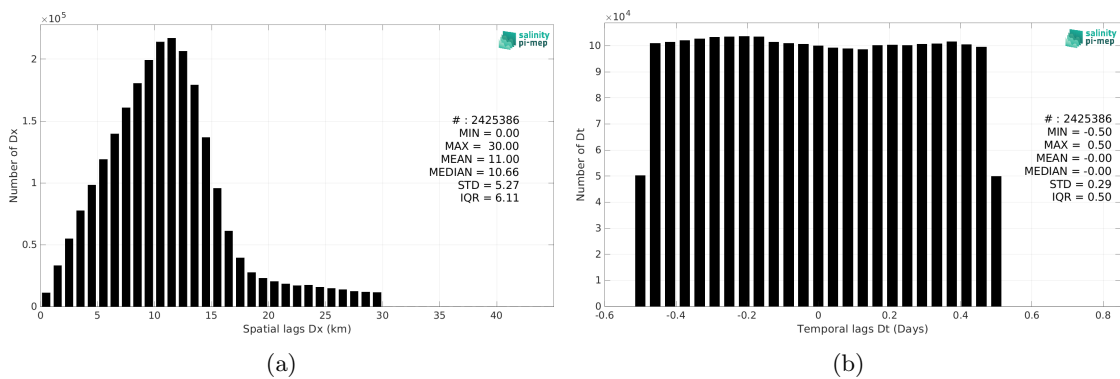 ×10^5
salinity
pi-mep
2
1.5
1
0.5
0
Number of Dx
# : 2425386
MIN = 0.00
MAX = 30.00
MEAN = 11.00
MEDIAN = 10.66
STD = 5.27
IQR = 6.11
0 5 10 15 20 25 30 35 40 45
Spatial lags Dx (km)
(a)
×10^4
salinity
pi-mep
10
9
8
7
6
5
4
3
2
1
0
Number of Dt
# : 2425386
MIN = -0.50
MAX = 0.50
MEAN = -0.00
MEDIAN = -0.00
STD = 0.29
IQR = 0.50
-0.6 -0.4 -0.2 0 0.2 0.4 0.6 0.8
Temporal lags Dt (Days)
(b)